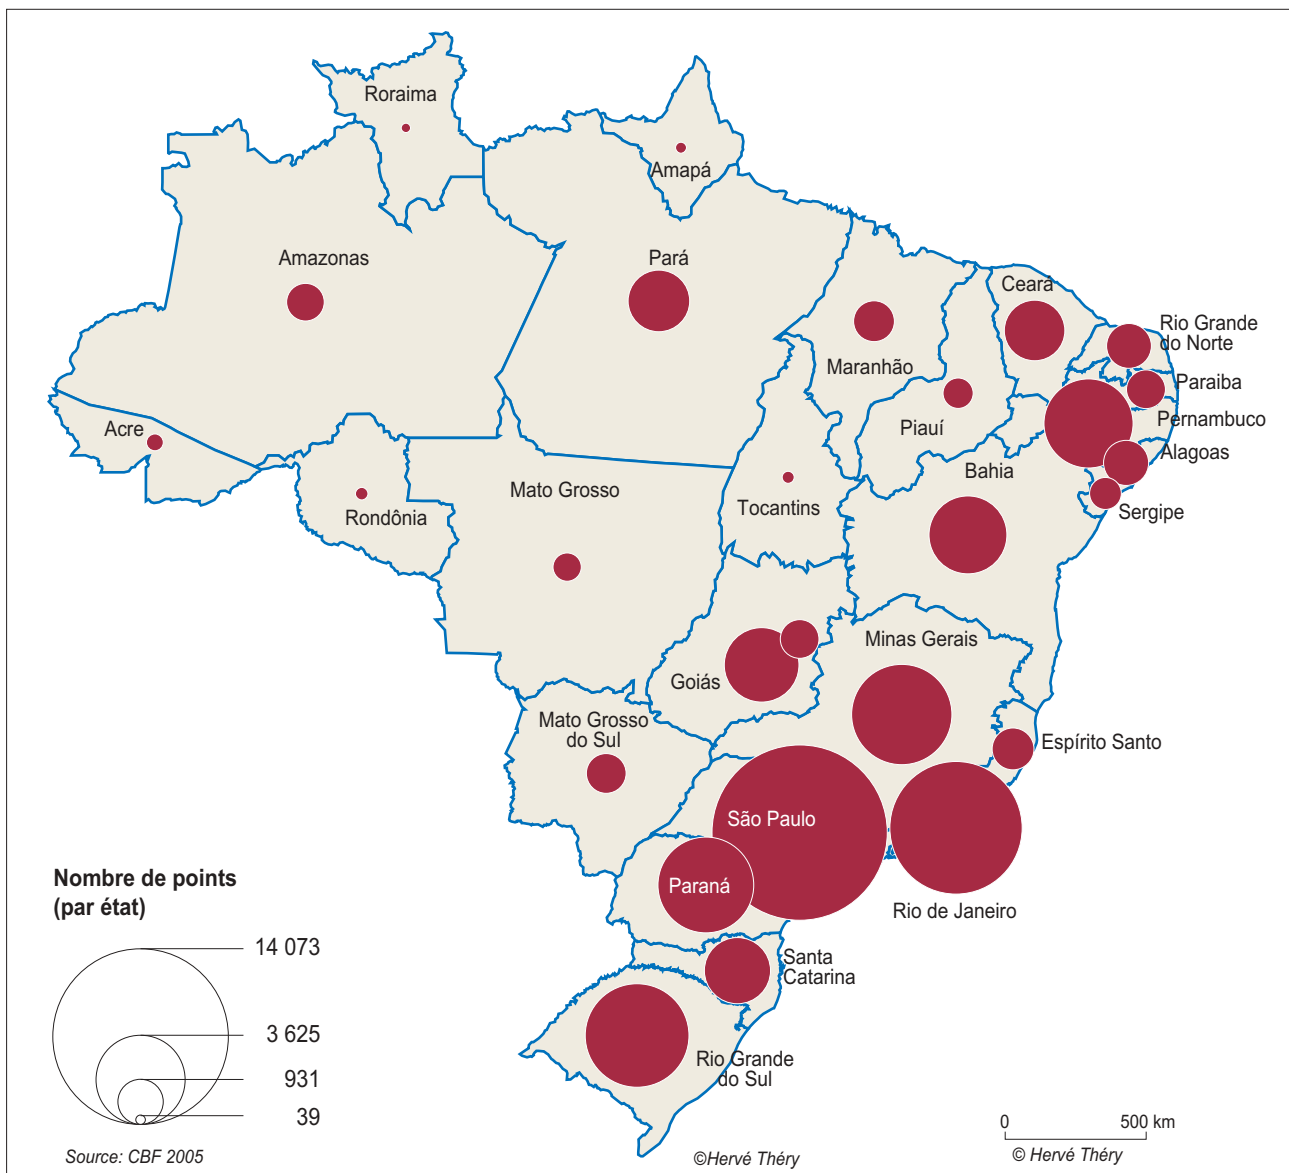 Roraima
Amapá
Amazonas
Pará
Ceará
Rio Grande
do Norte
Maranhão
Paraiba
Piauí
Pernambuco
Acre
Alagoas
Bahia
Mato Grosso
Tocantins
Rondônia
Sergipe
Minas Gerais
Goiás
Mato Grosso
do Sul
Espírito Santo
São Paulo
Paraná
Rio de Janeiro
Santa
Catarina
Rio Grande
do Sul
Nombre de points
(par état)
14 073
3 625
931
39
Source: CBF 2005
©Hervé Théry
0 500 km
© Hervé Théry